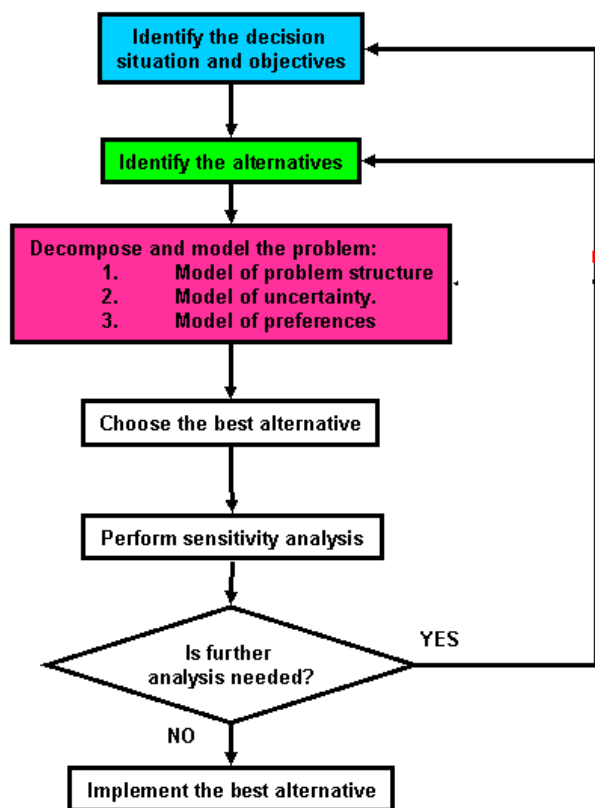 Identify the decision
situation and objectives
Identify the alternatives
Decompose and model the problem:
1. Model of problem structure
2. Model of uncertainty.
3. Model of preferences
Choose the best alternative
Perform sensitivity analysis
Is further
analysis needed?
YES
NO
Implement the best alternative